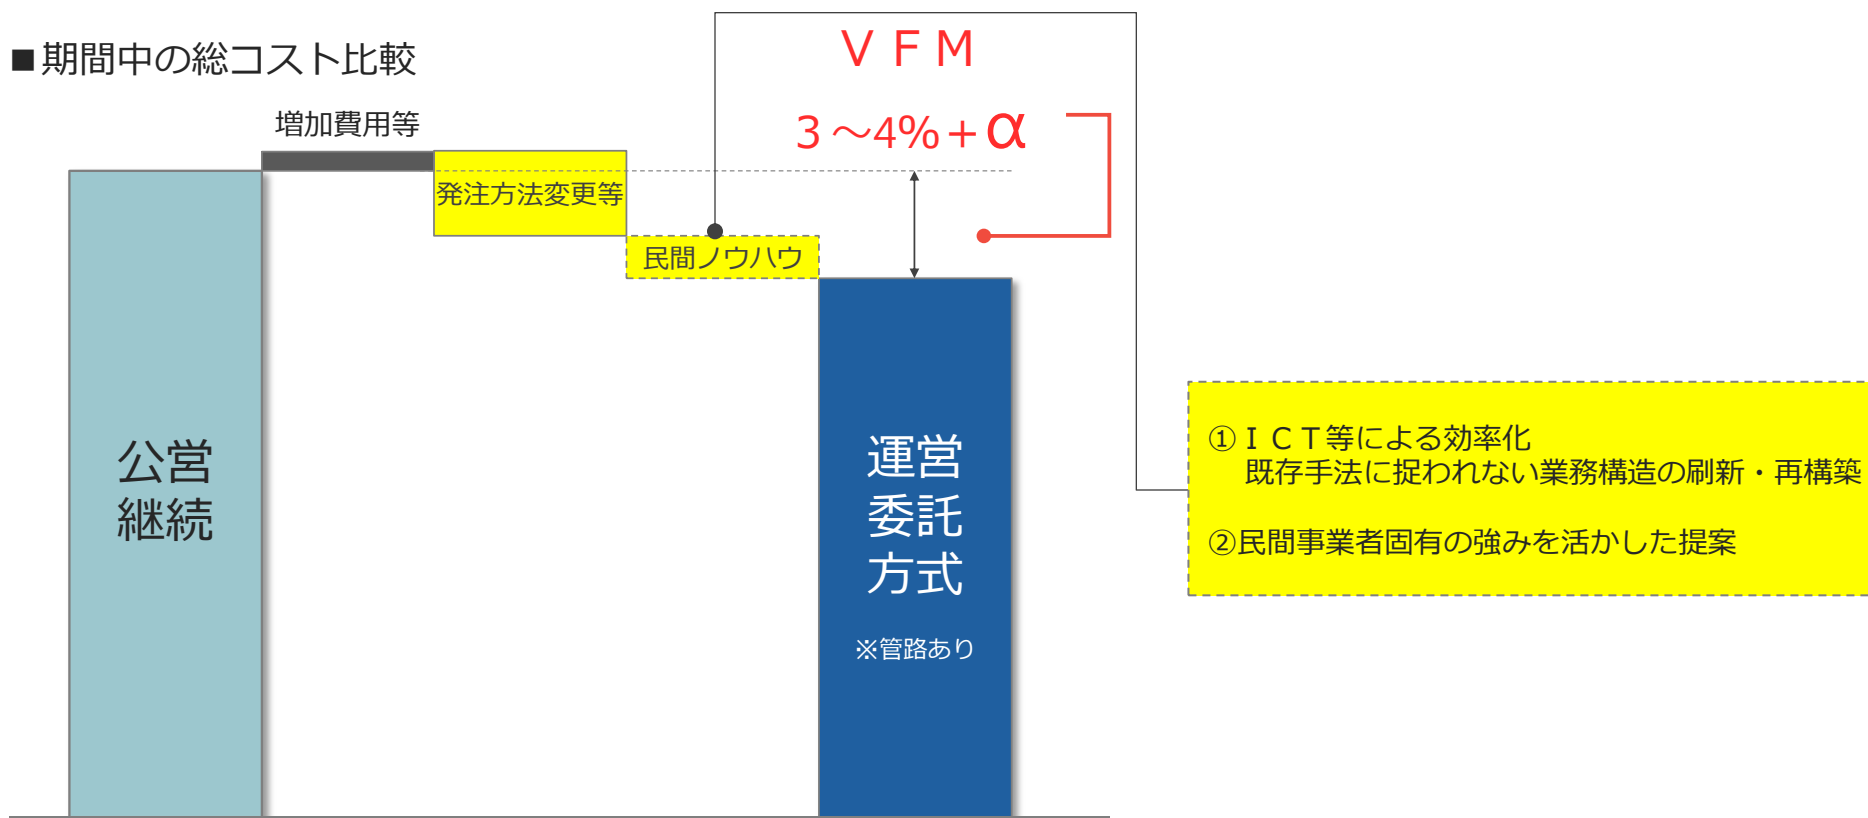 ■期間中の総コスト比較
ＶＦＭ
３～4%+α
増加費用等
発注方法変更等
民間ノウハウ
公営
継続
運営
委託
方式
※管路あり
①ＩＣＴ等による効率化
既存手法に捉われない業務構造の刷新・再構築
②民間事業者固有の強みを活かした提案